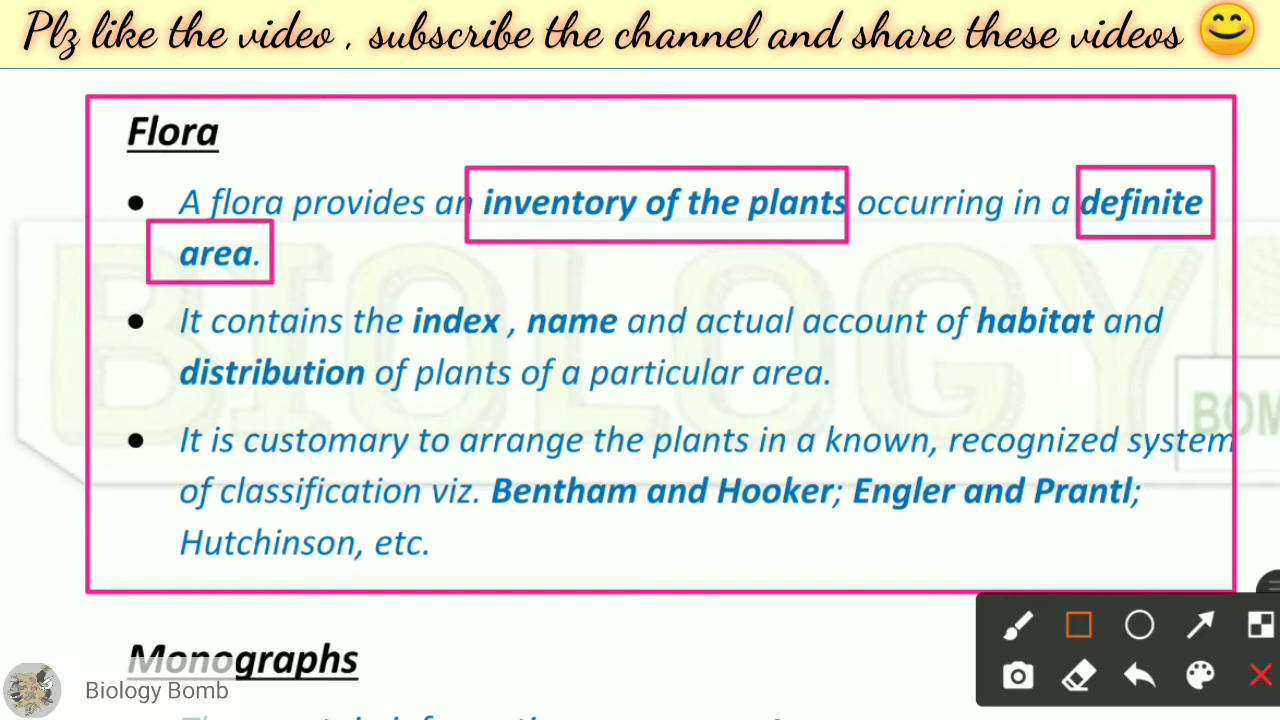 Plz like the video , subscribe the channel and share these videos 😊
Flora
● A flora provides an inventory of the plants occurring in a definite
area.
● It contains the index , name and actual account of habitat and
distribution of plants of a particular area.
● It is customary to arrange the plants in a known, recognized system
of classification viz. Bentham and Hooker; Engler and Prantl;
Hutchinson, etc.
BIOLOGY
BOM
Monographs
Biology Bomb